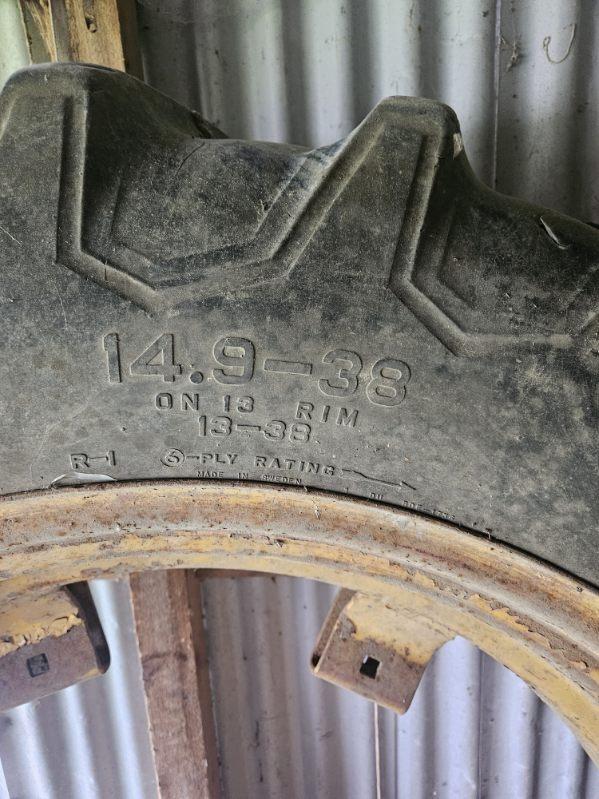 14.9-38
ON 13 RIM
13-38
R-1 6-PLY RATING
MADE IN SWEDEN